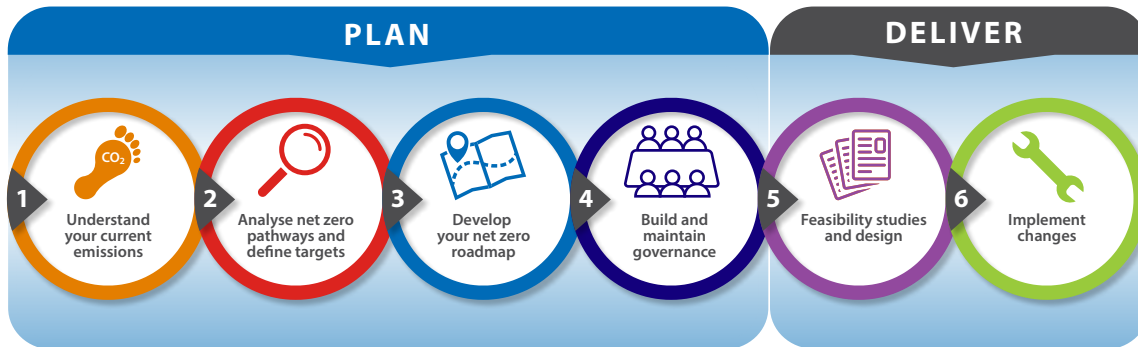 PLAN
DELIVER
1
CO₂
Understand
your current
emissions
2
Analyse net zero
pathways and
define targets
3
Develop
your net zero
roadmap
4
Build and
maintain
governance
5
Feasibility studies
and design
6
Implement
changes